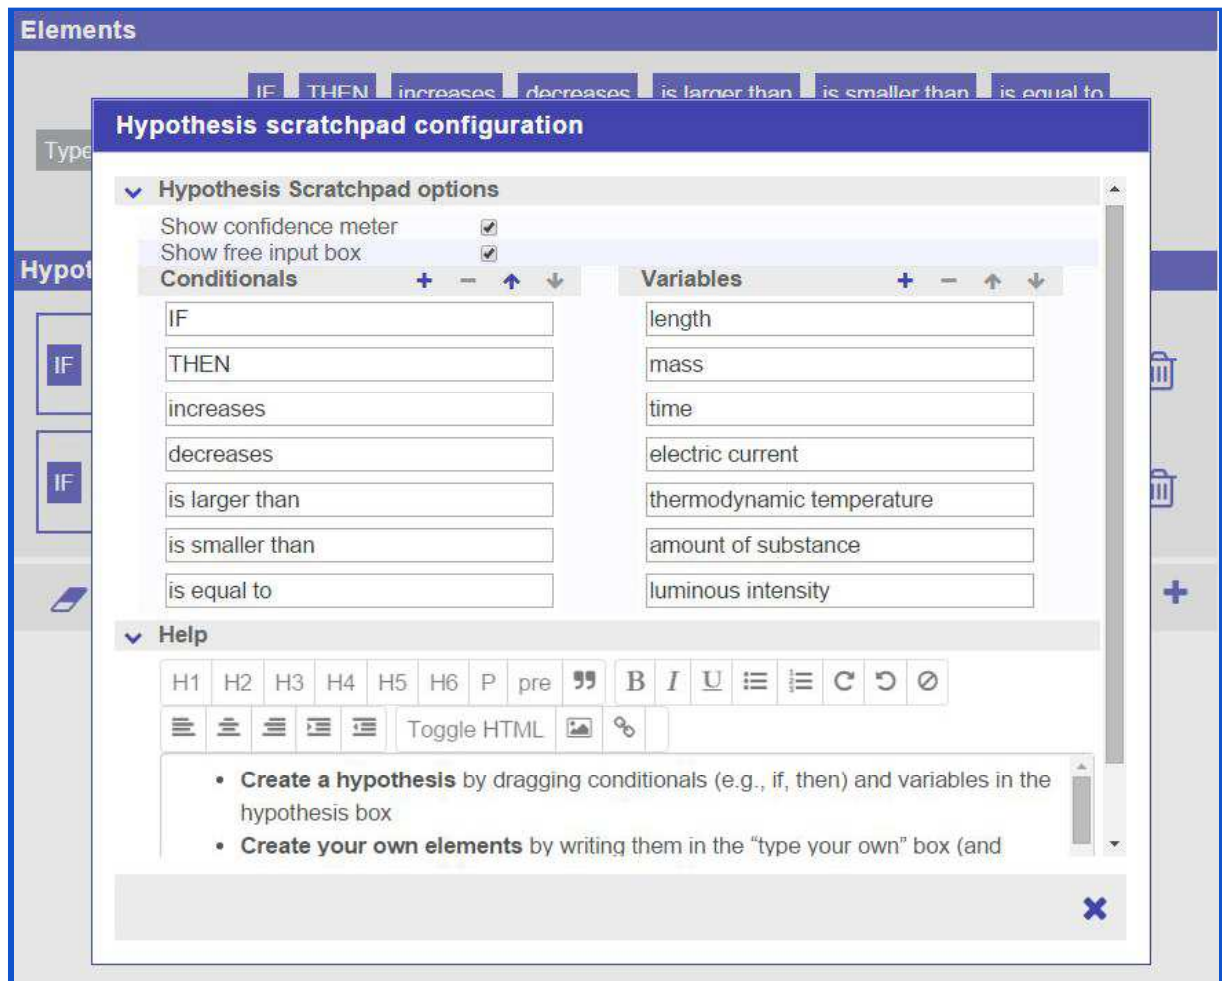 Elements
IF THEN increases decreases is larger than is smaller than is equal to
Type
Hypothesis scratchpad configuration
Hypothesis Scratchpad options
Show confidence meter
Show free input box
Hypot
Conditionals
Variables
IF
length
THEN
mass
increases
time
decreases
electric current
is larger than
thermodynamic temperature
is smaller than
amount of substance
is equal to
luminous intensity
IF
IF
Help
H1 H2 H3 H4 H5 H6 P pre B I U
Toggle HTML
• Create a hypothesis by dragging conditionals (e.g., if, then) and variables in the
hypothesis box
• Create your own elements by writing them in the “type your own” box (and